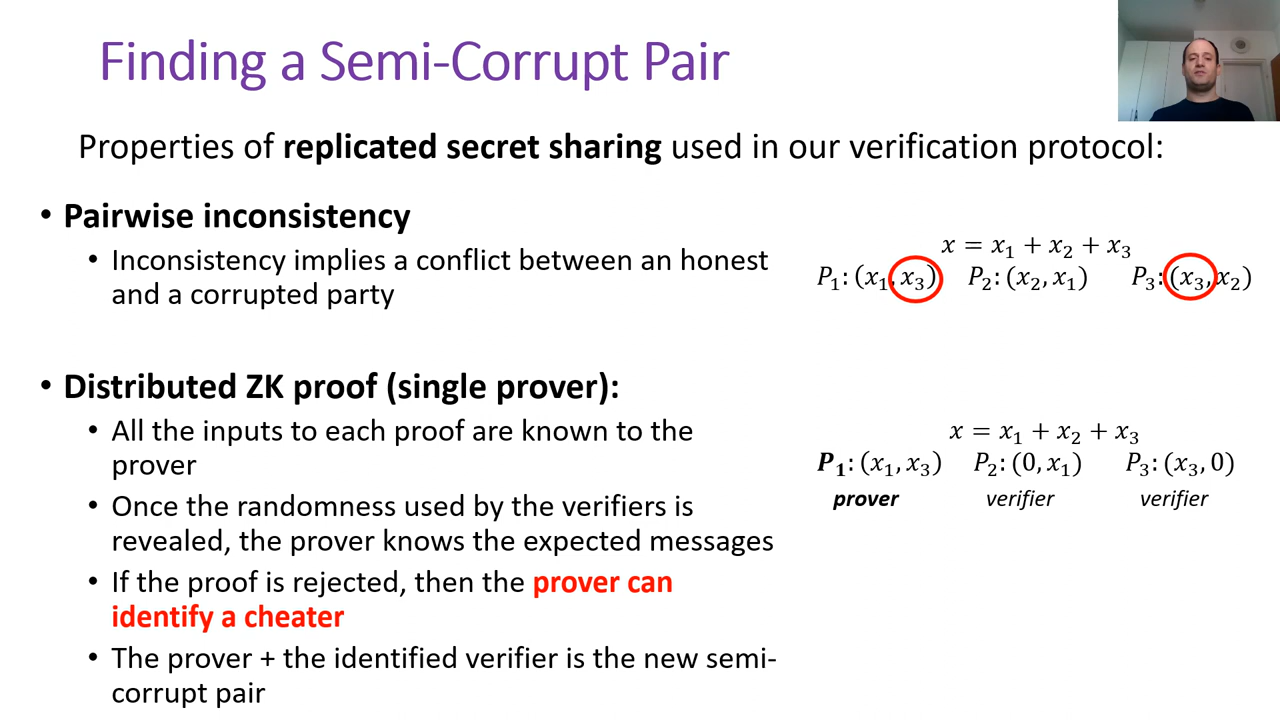 Finding a Semi-Corrupt Pair
Properties of replicated secret sharing used in our verification protocol:
• Pairwise inconsistency
• Inconsistency implies a conflict between an honest
and a corrupted party
x = x₁ + x₂ + x₃
P₁: (x₁, x₃) P₂: (x₂, x₁) P₃: (x₃, x₂)
• Distributed ZK proof (single prover):
• All the inputs to each proof are known to the
prover
• Once the randomness used by the verifiers is
revealed, the prover knows the expected messages
• If the proof is rejected, then the prover can
identify a cheater
• The prover + the identified verifier is the new semi-
corrupt pair
x = x₁ + x₂ + x₃
P₁: (x₁, x₃) P₂: (0, x₁) P₃: (x₃, 0)
prover verifier verifier